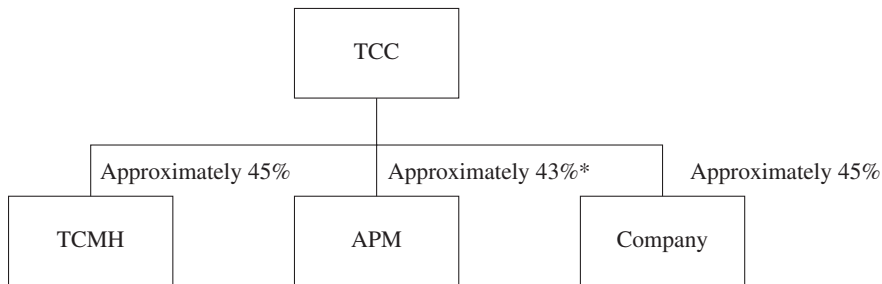 TCC
Approximately 45% Approximately 43%* Approximately 45%
TCMH APM Company